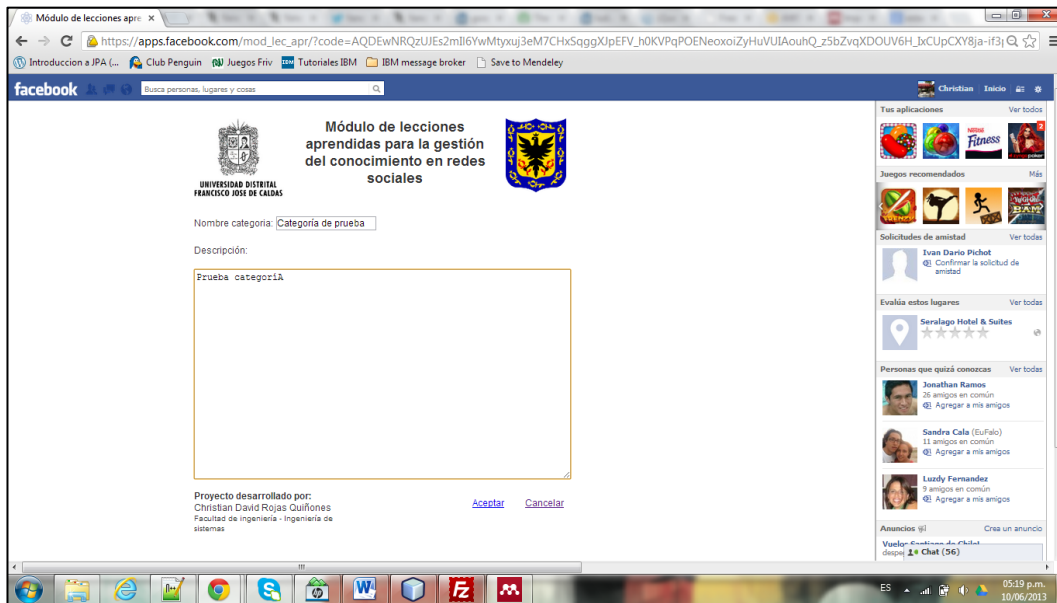 Módulo de lecciones apre
https://apps.facebook.com/mod_lec_apr/?code=
Introduccion a JPA (...
Club Penguin
Juegos Friv
Tutoriales IBM
IBM message broker
Save to Mendeley
facebook
Busca personas, lugares y cosas
Christian
Inicio
UNIVERSIDAD DISTRITAL
FRANCISCO JOSE DE CALDAS
Módulo de lecciones
aprendidas para la gestión
del conocimiento en redes
sociales
Nombre categoria: Categoría de prueba
Descripción:
Prueba categoríA
Proyecto desarrollado por:
Christian David Rojas Quiñones
Facultad de ingeniería - Ingeniería de
sistemas
Aceptar
Cancelar
Tus aplicaciones
Ver todos
Fitness
2
poker
Juegos recomendados
Más
Solicitudes de amistad
Ver todas
Ivan Dario Pichot
Confirmar la solicitud de
amistad
Evalúa estos lugares
Ver todas
Seralago Hotel & Suites
Personas que quizá conozcas
Ver todas
Jonathan Ramos
26 amigos en común
Agregar a mis amigos
Sandra Cala (EuFalo)
11 amigos en común
Agregar a mis amigos
Luzdy Fernandez
9 amigos en común
Agregar a mis amigos
Anuncios
Crea un anuncio
Chat (56)
ES
05:19 p.m.
10/06/2013